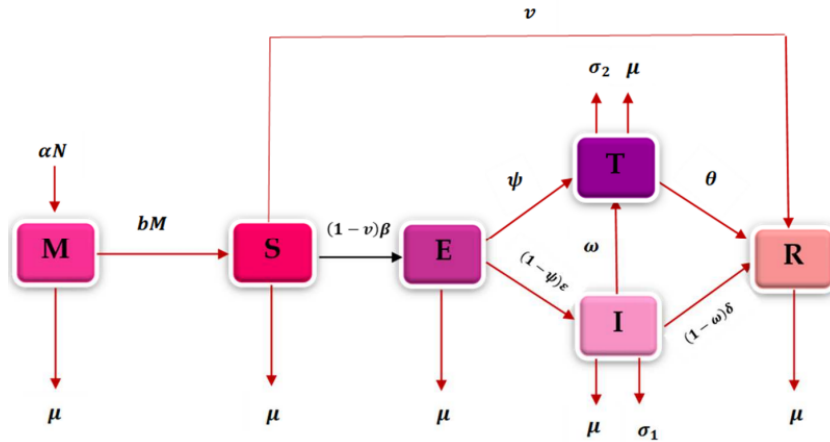 v
σ₂ μ
αN
T
ψ θ
bM (1 − v)β
M S E ω R
(1−ψ)ε
I (1−ω)δ
μ μ μ μ σ₁ μ